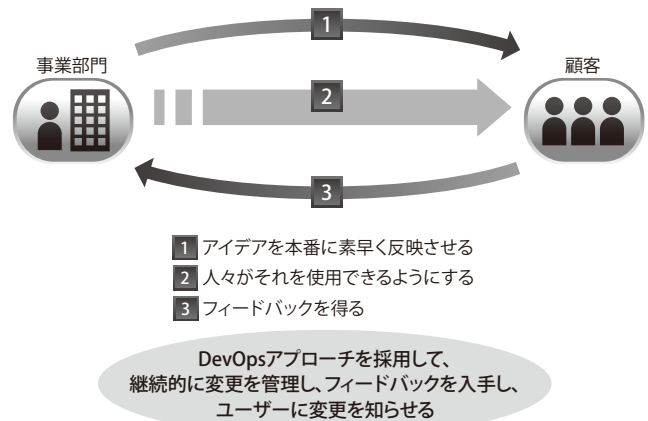 1
事業部門
顧客
2
3
1 アイデアを本番に素早く反映させる
2 人々がそれを使用できるようにする
3 フィードバックを得る
DevOpsアプローチを採用して、
継続的に変更を管理し、フィードバックを入手し、
ユーザーに変更を知らせる